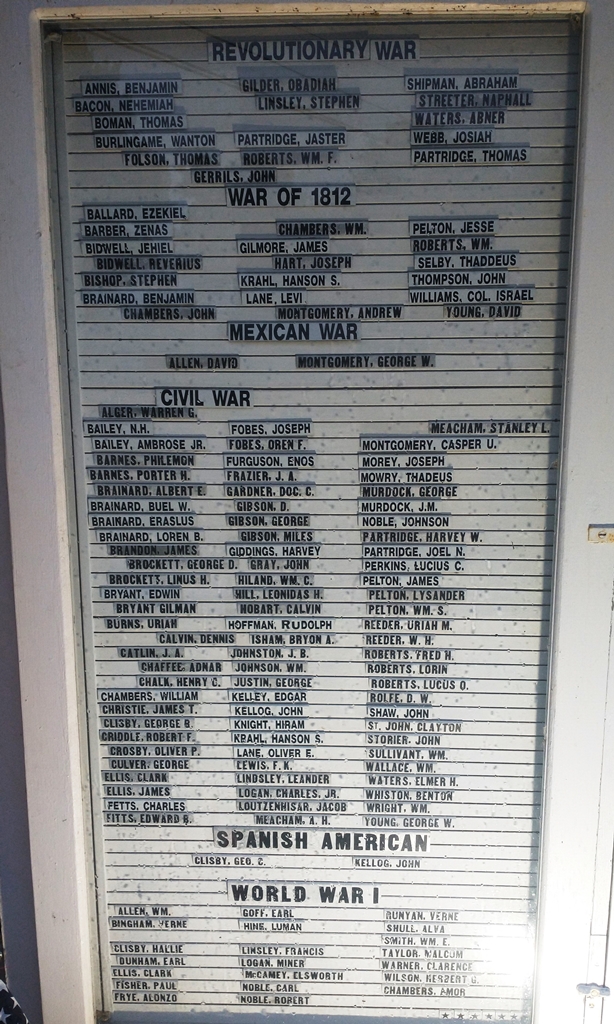 REVOLUTIONARY WAR
ANNIS, BENJAMIN GILDER, OBADIAH SHIPMAN, ABRAHAM
BACON, NEHEMIAH LINSLEY, STEPHEN STREETER, NAPHALL
BOMAN, THOMAS WATERS, ABNER
BURLINGAME, WANTON PARTRIDGE, JASTER WEBB, JOSIAH
FOLSON, THOMAS ROBERTS, WM. F. PARTRIDGE, THOMAS
GERRILS, JOHN
WAR OF 1812
BALLARD, EZEKIEL
BARBER, ZENAS CHAMBERS, WM. PELTON, JESSE
BIDWELL, JEHIEL GILMORE, JAMES ROBERTS, WM.
BIDWELL, REVERIUS HART, JOSEPH SELBY, THADDEUS
BISHOP, STEPHEN KRAHL, HANSON S. THOMPSON, JOHN
BRAINARD, BENJAMIN LANE, LEVI WILLIAMS, COL. ISRAEL
CHAMBERS, JOHN MONTGOMERY, ANDREW YOUNG, DAVID
MEXICAN WAR
ALLEN, DAVID MONTGOMERY, GEORGE W.
CIVIL WAR
ALGER, WARREN G.
BAILEY, N.H. FOBES, JOSEPH MEACHAM, STANLEY L.
BAILEY, AMBROSE JR. FOBES, OREN F. MONTGOMERY, CASPER U.
BARNES, PHILEMON FURGUSON, ENOS MOREY, JOSEPH
BARNES, PORTER H. FRAZIER, J. A. MOWRY, THADEUS
BRAINARD, ALBERT E. GARDNER, DOC. C. MURDOCK, GEORGE
BRAINARD, BUEL W. GIBSON, D. MURDOCK, J.M.
BRAINARD, ERASLUS GIBSON, GEORGE NOBLE, JOHNSON
BRAINARD, LOREN B. GIBSON, MILES PARTRIDGE, HARVEY W.
BRANDON, JAMES GIDDINGS, HARVEY PARTRIDGE, JOEL N.
BROCKETT, GEORGE D. GRAY, JOHN PERKINS, LUCIUS C.
BROCKETT, LINUS H. HILAND, WM. C. PELTON, JAMES
BRYANT, EDWIN HILL, LEONIDAS H. PELTON, LYSANDER
BRYANT GILMAN HOBART, CALVIN PELTON, WM. S.
BURNS, URIAH HOFFMAN, RUDOLPH REEDER, URIAH M.
CALVIN, DENNIS ISHAM, BRYON A. REEDER, W. H.
CATLIN, J. A. JOHNSTON, J. B. ROBERTS, FRED H.
CHAFFEE, ADNAR JOHNSON, WM. ROBERTS, LORIN
CHALK, HENRY C. JUSTIN, GEORGE ROBERTS, LUCUS O.
CHAMBERS, WILLIAM KELLEY, EDGAR ROLFE, D. W.
CHRISTIE, JAMES T. KELLOG, JOHN SHAW, JOHN
CLISBY, GEORGE B. KNIGHT, HIRAM ST. JOHN, CLAYTON
CRIDDLE, ROBERT F. KRAHL, HANSON S. STORIER, JOHN
CROSBY, OLIVER P. LANE, OLIVER E. SULLIVANT, WM.
CULVER, GEORGE LEWIS, F. K. WALLACE, WM.
ELLIS, CLARK LINDSLEY, LEANDER WATERS, ELMER H.
ELLIS, JAMES LOGAN, CHARLES, JR. WHISTON, BENTON
FETTS, CHARLES LOUTZENHISAR, JACOB WRIGHT, WM.
FITTS, EDWARD B. MEACHAM, A. H. YOUNG, GEORGE W.
SPANISH AMERICAN
CLISBY, GEO. C. KELLOG, JOHN
WORLD WAR I
ALLEN, WM. GOFF, EARL RUNYAN, VERNE
BINGHAM, VERNE HINE, LUMAN SHULL, ALVA
SMITH, WM. E.
CLISBY, HALLIE LINSLEY, FRANCIS TAYLOR, MALCUM
DUNHAM, EARL LOGAN, MINER WARNER, CLARENCE
ELLIS, CLARK McCAMEY, ELSWORTH WILSON, HERBERT G.
FISHER, PAUL NOBLE, CARL CHAMBERS, AMOR
FRYE, ALONZO NOBLE, ROBERT